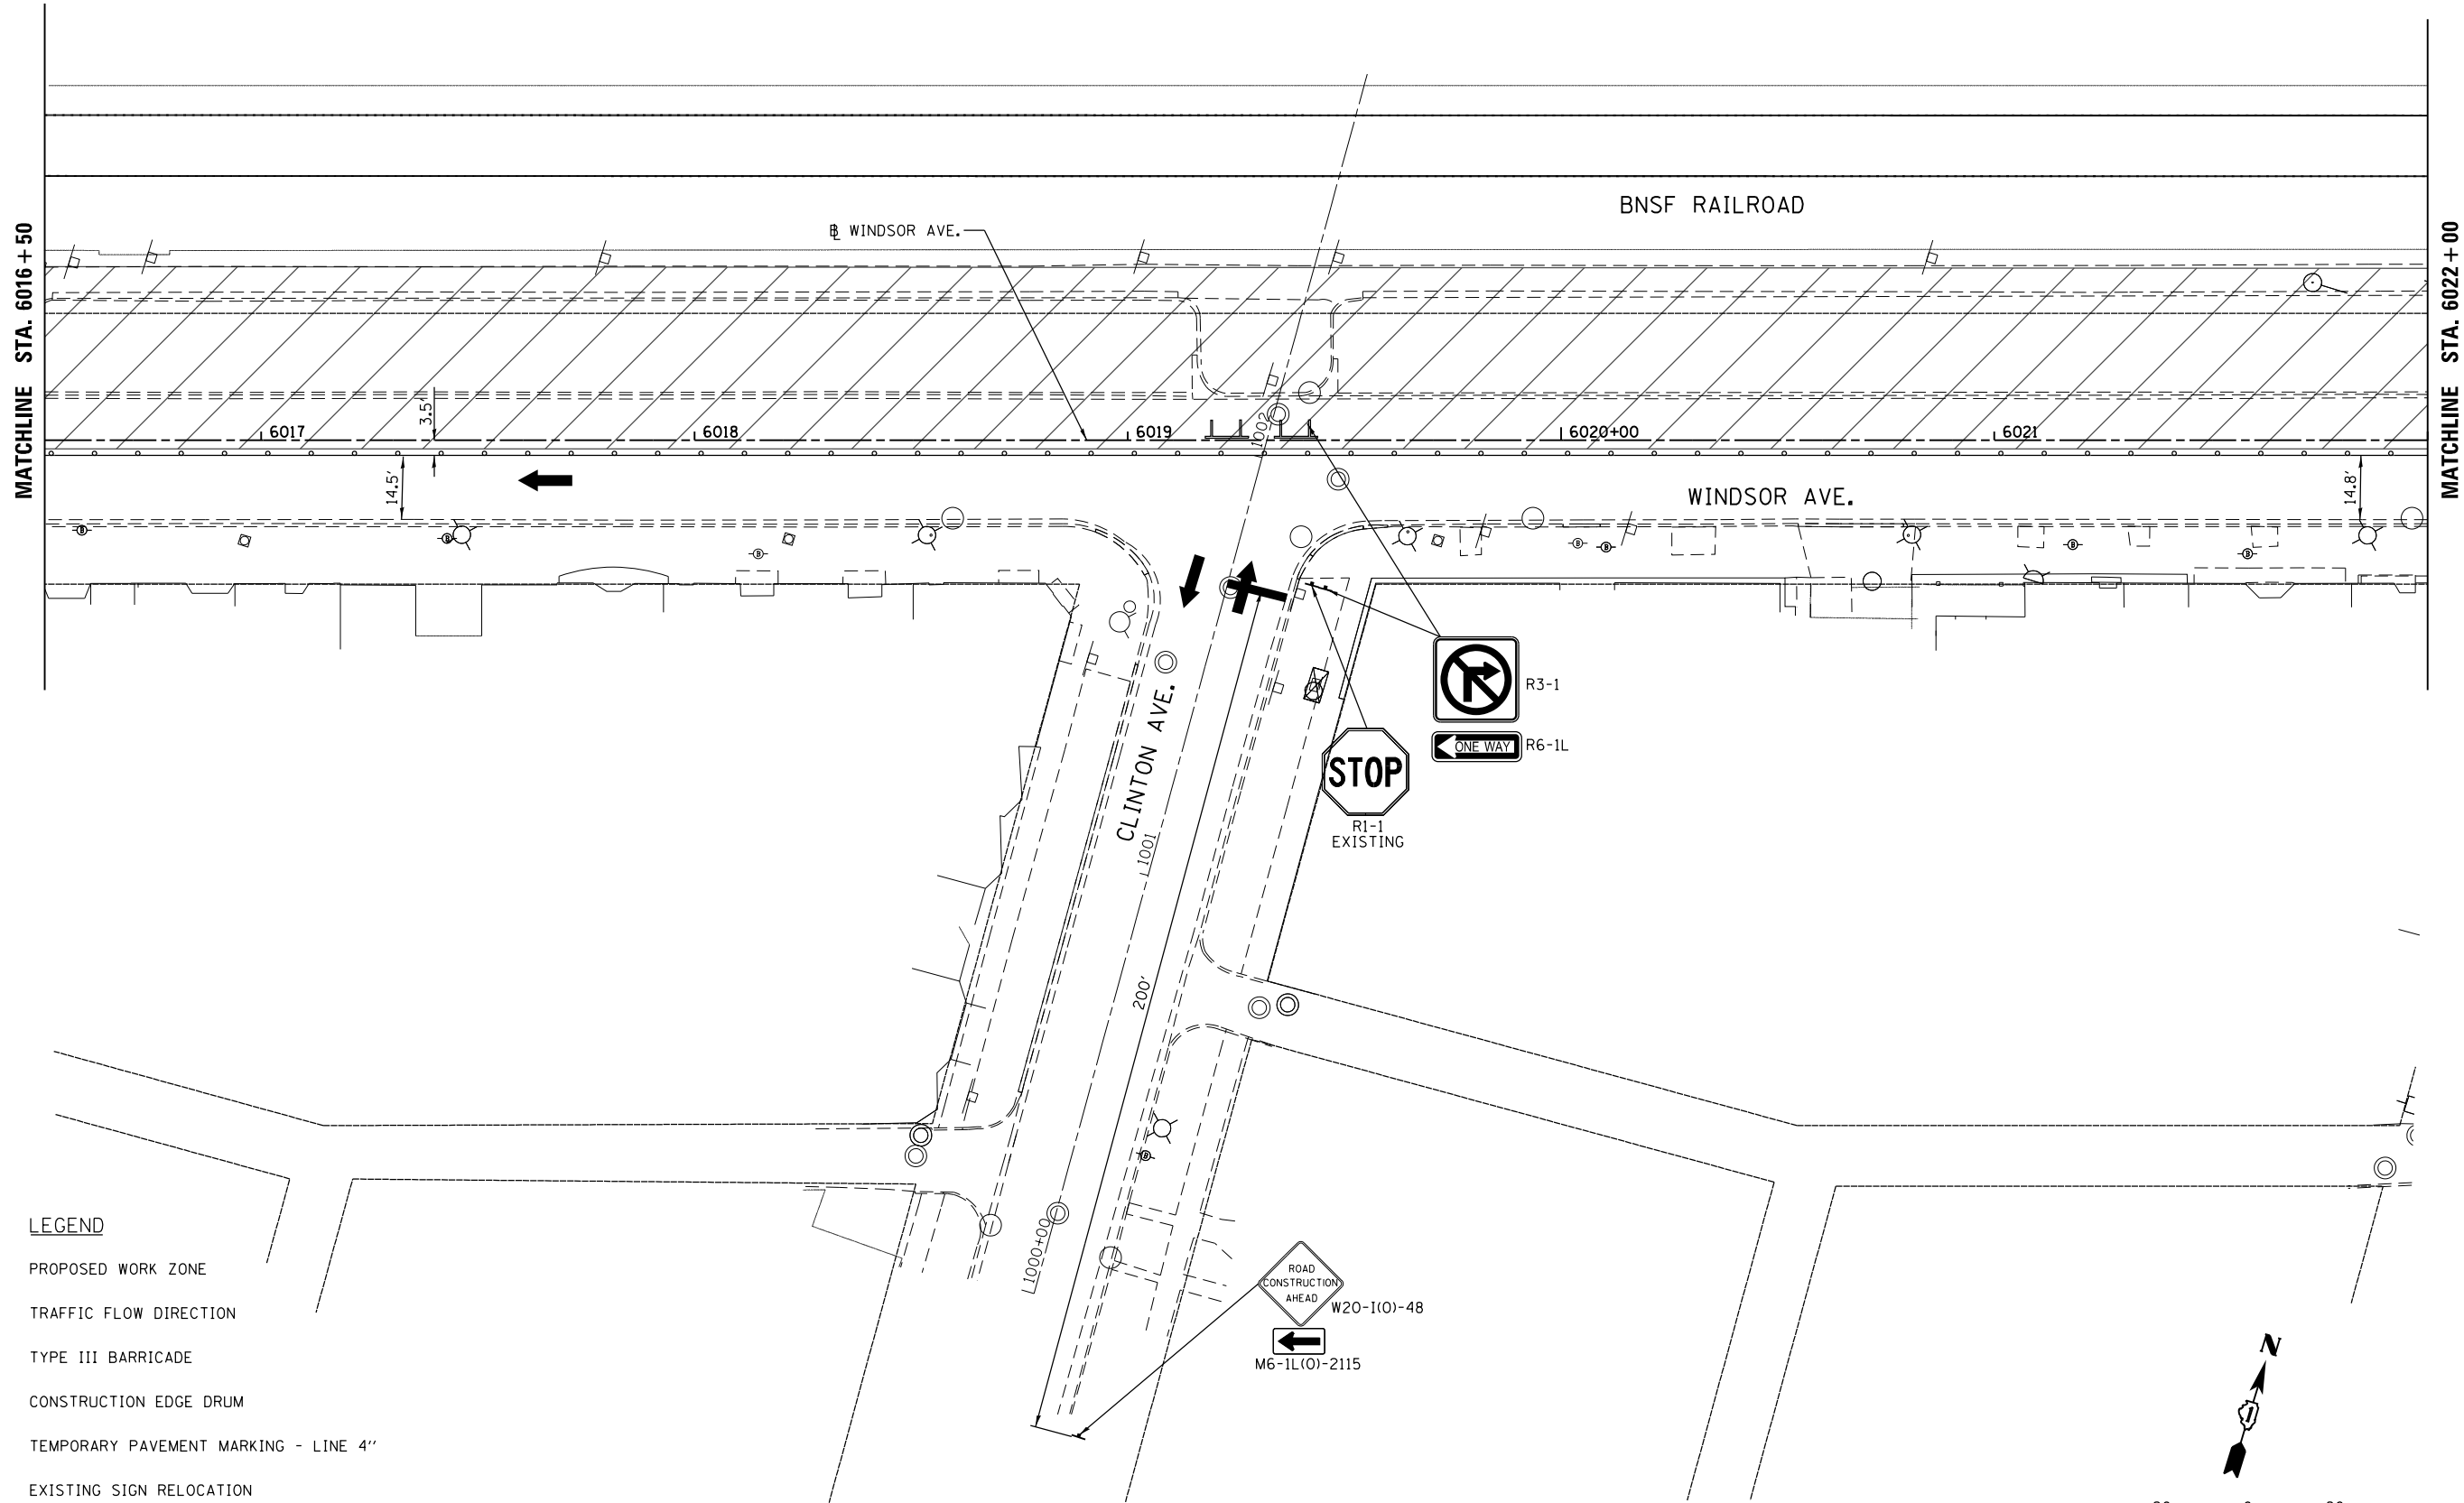 BNSF RAILROAD
℄ WINDSOR AVE.
MATCHLINE STA. 6016+50
MATCHLINE STA. 6022+00
3.5'
6017
6018
6019
1002
6020+00
6021
14.5'
WINDSOR AVE.
14.8'
B
B
B
B
B
B
B
R3-1
ONE WAY
R6-1L
STOP
R1-1
EXISTING
CLINTON AVE.
1001
200'
B
1000+00
ROAD
CONSTRUCTION
AHEAD
W20-I(O)-48
M6-1L(O)-2115
LEGEND
PROPOSED WORK ZONE
TRAFFIC FLOW DIRECTION
TYPE III BARRICADE
CONSTRUCTION EDGE DRUM
TEMPORARY PAVEMENT MARKING - LINE 4''
EXISTING SIGN RELOCATION
N